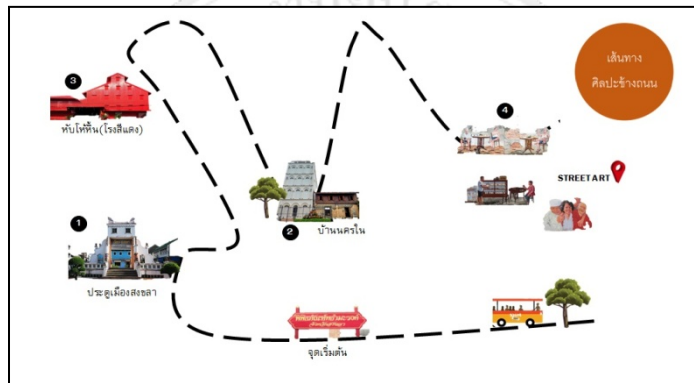 เส้นทาง
ศิลปะข้างถนน
3
หับโห้หิ้น(โรงสีแดง)
4
STREET ART
1
2
บ้านนครใน
ประตูเมืองสงขลา
จุดเริ่มต้น